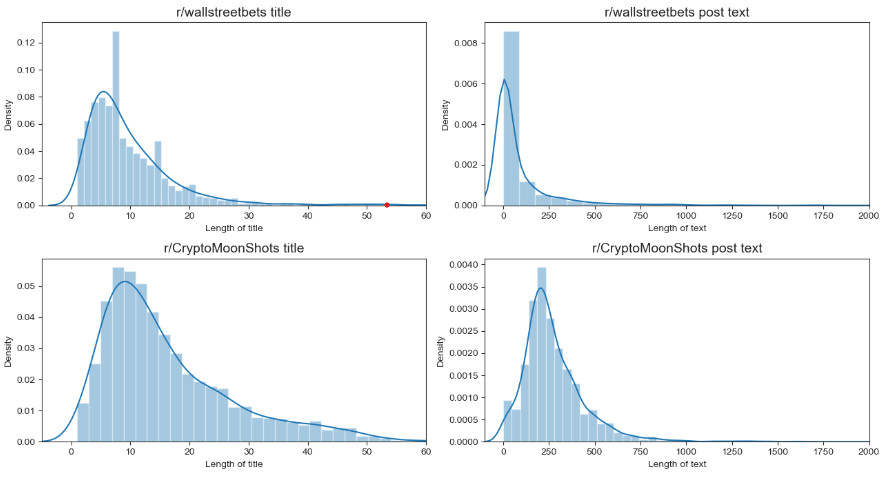 r/wallstreetbets title
r/wallstreetbets post text
0.12
0.10
0.08
0.06
0.04
0.02
0.00
Density
0 10 20 30 40 50 60
Length of title
0.008
0.006
0.004
0.002
0.000
Density
0 250 500 750 1000 1250 1500 1750 2000
Length of text
r/CryptoMoonShots title
r/CryptoMoonShots post text
0.05
0.04
0.03
0.02
0.01
0.00
Density
0 10 20 30 40 50 60
Length of title
0.0040
0.0035
0.0030
0.0025
0.0020
0.0015
0.0010
0.0005
0.0000
Density
0 250 500 750 1000 1250 1500 1750 2000
Length of text